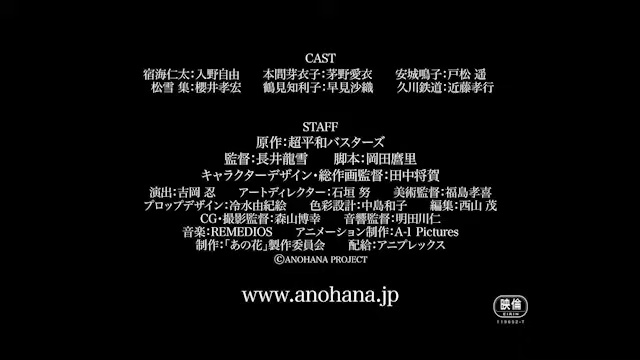 CAST
宿海仁太：入野自由　本間芽衣子：茅野愛衣　安城鳴子：戸松 遥
松雪 集：櫻井孝宏　鶴見知利子：早見沙織　久川鉄道：近藤孝行
STAFF
原作：超平和バスターズ
監督：長井龍雪　脚本：岡田麿里
キャラクターデザイン・総作画監督：田中将賀
演出：吉岡 忍　アートディレクター：石垣 努　美術監督：福島孝喜
プロップデザイン：冷水由紀絵　色彩設計：中島和子　編集：西山 茂
CG・撮影監督：森山博幸　音響監督：明田川仁
音楽：REMEDIOS　アニメーション制作：A-1 Pictures
制作：「あの花」製作委員会　配給：アニプレックス
©ANOHANA PROJECT
www.anohana.jp
映倫
EIRIN